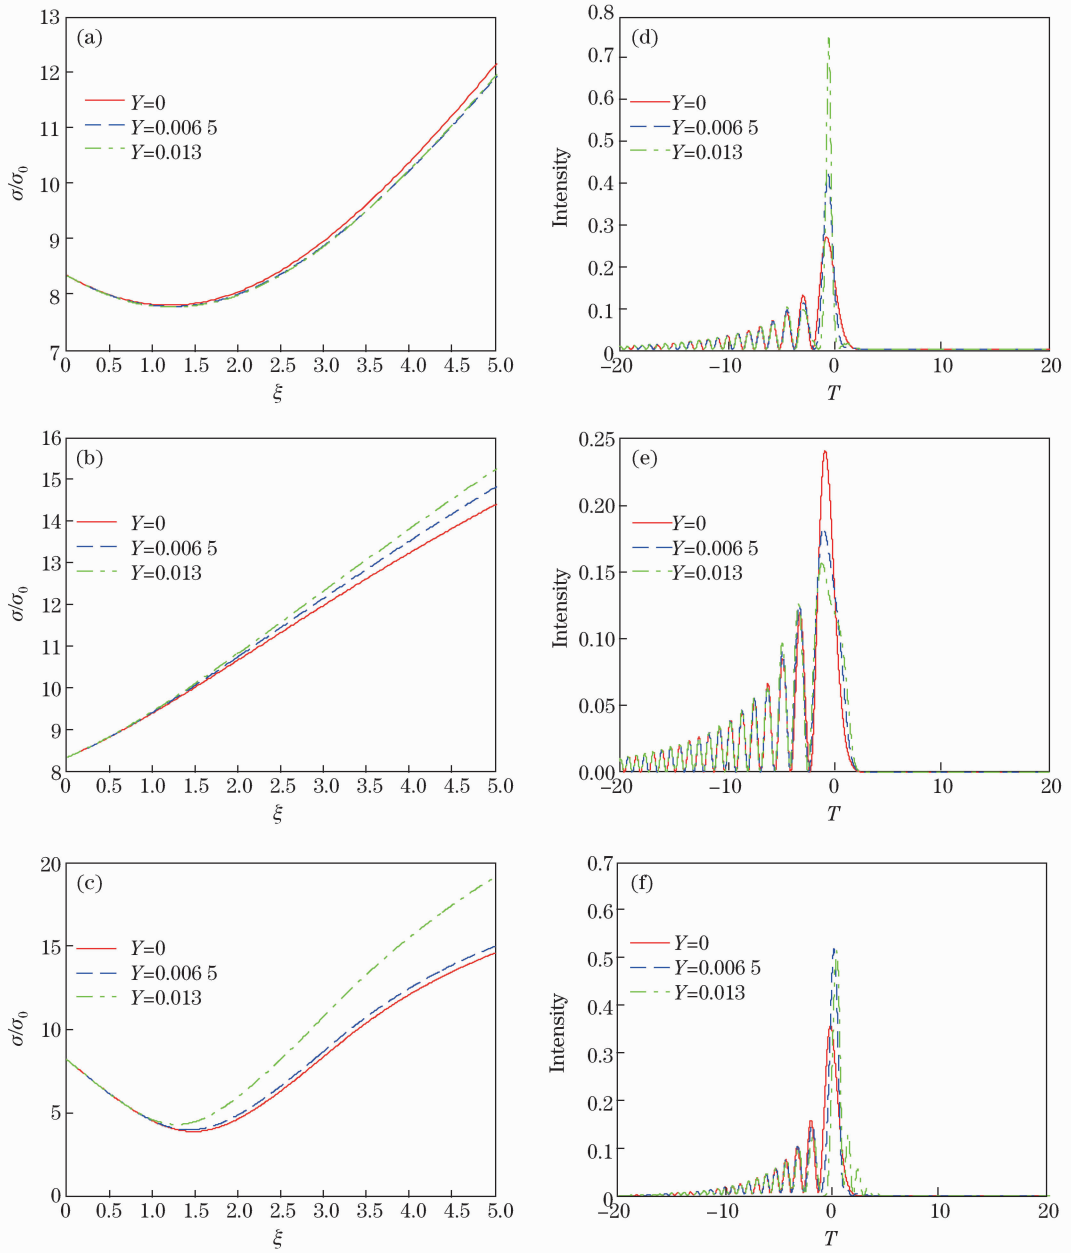 (a)
13
12
11
10
9
8
7
σ/σ0
Y=0
Y=0.006 5
Y=0.013
0 0.5 1.0 1.5 2.0 2.5 3.0 3.5 4.0 4.5 5.0
ξ
(d)
0.8
0.7
0.6
0.5
0.4
0.3
0.2
0.1
0
Intensity
Y=0
Y=0.006 5
Y=0.013
−20 −10 0 10 20
T
(b)
16
15
14
13
12
11
10
9
8
σ/σ0
Y=0
Y=0.006 5
Y=0.013
0 0.5 1.0 1.5 2.0 2.5 3.0 3.5 4.0 4.5 5.0
ξ
(e)
0.25
0.20
0.15
0.10
0.05
0.00
Intensity
Y=0
Y=0.006 5
Y=0.013
−20 −10 0 10 20
T
(c)
20
15
10
5
0
σ/σ0
Y=0
Y=0.006 5
Y=0.013
0 0.5 1.0 1.5 2.0 2.5 3.0 3.5 4.0 4.5 5.0
ξ
(f)
0.7
0.6
0.5
0.4
0.3
0.2
0.1
0
Intensity
Y=0
Y=0.006 5
Y=0.013
−20 −10 0 10 20
T